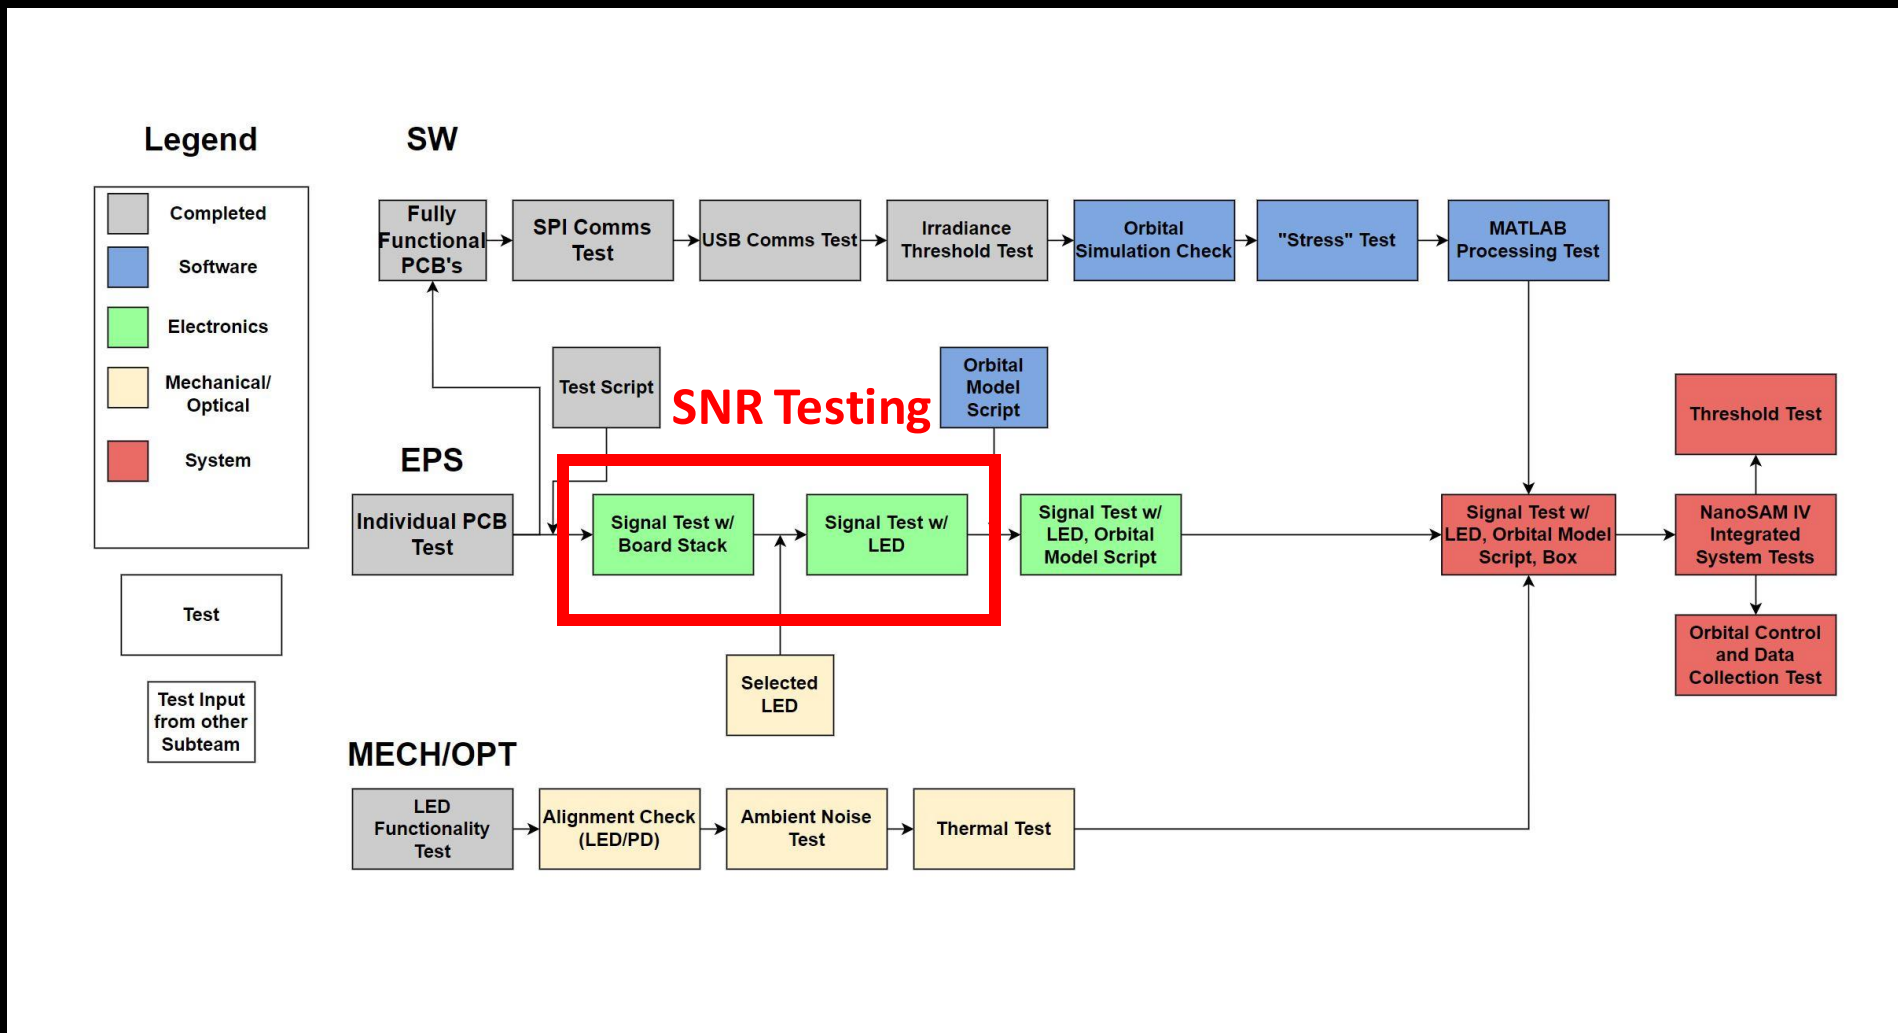 Legend
Completed
Software
Electronics
Mechanical/
Optical
System
Test
Test Input
from other
Subteam
SW
Fully
Functional
PCB's
SPI Comms
Test
USB Comms Test
Irradiance
Threshold Test
Orbital
Simulation Check
"Stress" Test
MATLAB
Processing Test
Test Script
SNR Testing
Orbital
Model
Script
EPS
Individual PCB
Test
Signal Test w/
Board Stack
Signal Test w/
LED
Signal Test w/
LED, Orbital
Model Script
Signal Test w/
LED, Orbital Model
Script, Box
Threshold Test
NanoSAM IV
Integrated
System Tests
Orbital Control
and Data
Collection Test
Selected
LED
MECH/OPT
LED
Functionality
Test
Alignment Check
(LED/PD)
Ambient Noise
Test
Thermal Test